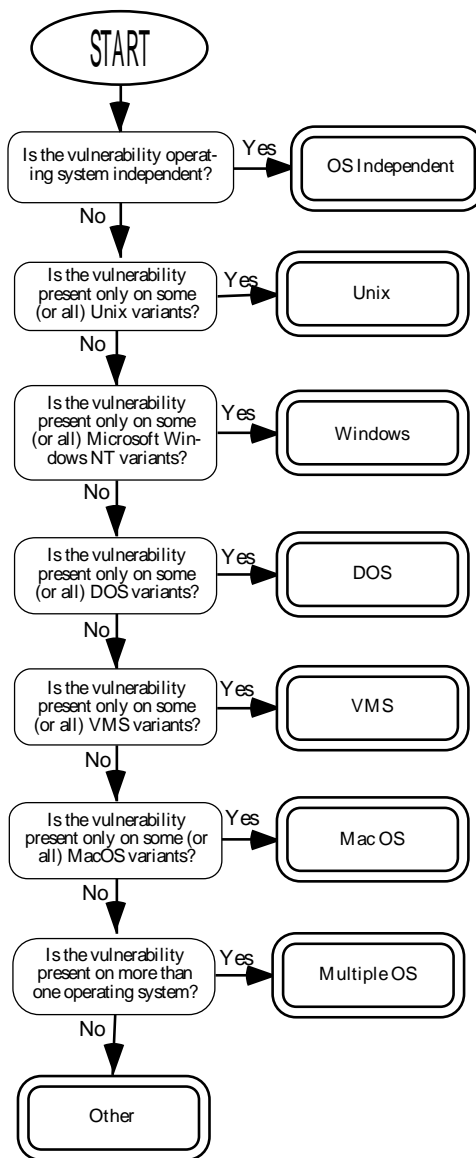 START
Is the vulnerability operat-
ing system independent?
Yes
OS Independent
No
Is the vulnerability
present only on some
(or all) Unix variants?
Yes
Unix
No
Is the vulnerability
present only on some
(or all) Microsoft Win-
dows NT variants?
Yes
Windows
No
Is the vulnerability
present only on some
(or all) DOS variants?
Yes
DOS
No
Is the vulnerability
present only on some
(or all) VMS variants?
Yes
VMS
No
Is the vulnerability
present only on some (or
all) MacOS variants?
Yes
Mac OS
No
Is the vulnerability
present on more than
one operating system?
Yes
Multiple OS
No
Other